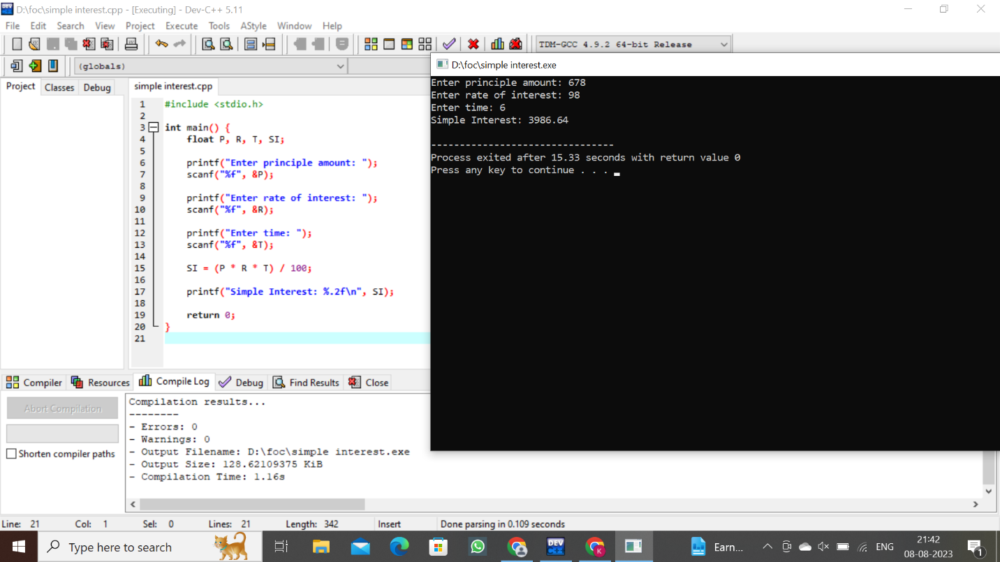 D:\foc\simple interest.cpp - [Executing] - Dev-C++ 5.11
File Edit Search View Project Execute Tools AStyle Window Help
TDM-GCC 4.9.2 64-bit Release
(globals)
Project Classes Debug
simple interest.cpp
1 #include <stdio.h>
2
3 int main() {
4 float P, R, T, SI;
5
6 printf("Enter principle amount: ");
7 scanf("%f", &P);
8
9 printf("Enter rate of interest: ");
10 scanf("%f", &R);
11
12 printf("Enter time: ");
13 scanf("%f", &T);
14
15 SI = (P * R * T) / 100;
16
17 printf("Simple Interest: %.2f\n", SI);
18
19 return 0;
20 }
21
D:\foc\simple interest.exe
Enter principle amount: 678
Enter rate of interest: 98
Enter time: 6
Simple Interest: 3986.64
--------------------------------
Process exited after 15.33 seconds with return value 0
Press any key to continue . . .
Compiler Resources Compile Log Debug Find Results Close
Abort Compilation
Shorten compiler paths
Compilation results...
--------
- Errors: 0
- Warnings: 0
- Output Filename: D:\foc\simple interest.exe
- Output Size: 128.62109375 KiB
- Compilation Time: 1.16s
Line: 21 Col: 1 Sel: 0 Lines: 21 Length: 342 Insert Done parsing in 0.109 seconds
Type here to search
DEV C++
K
Earn...
ENG
21:42
08-08-2023
1